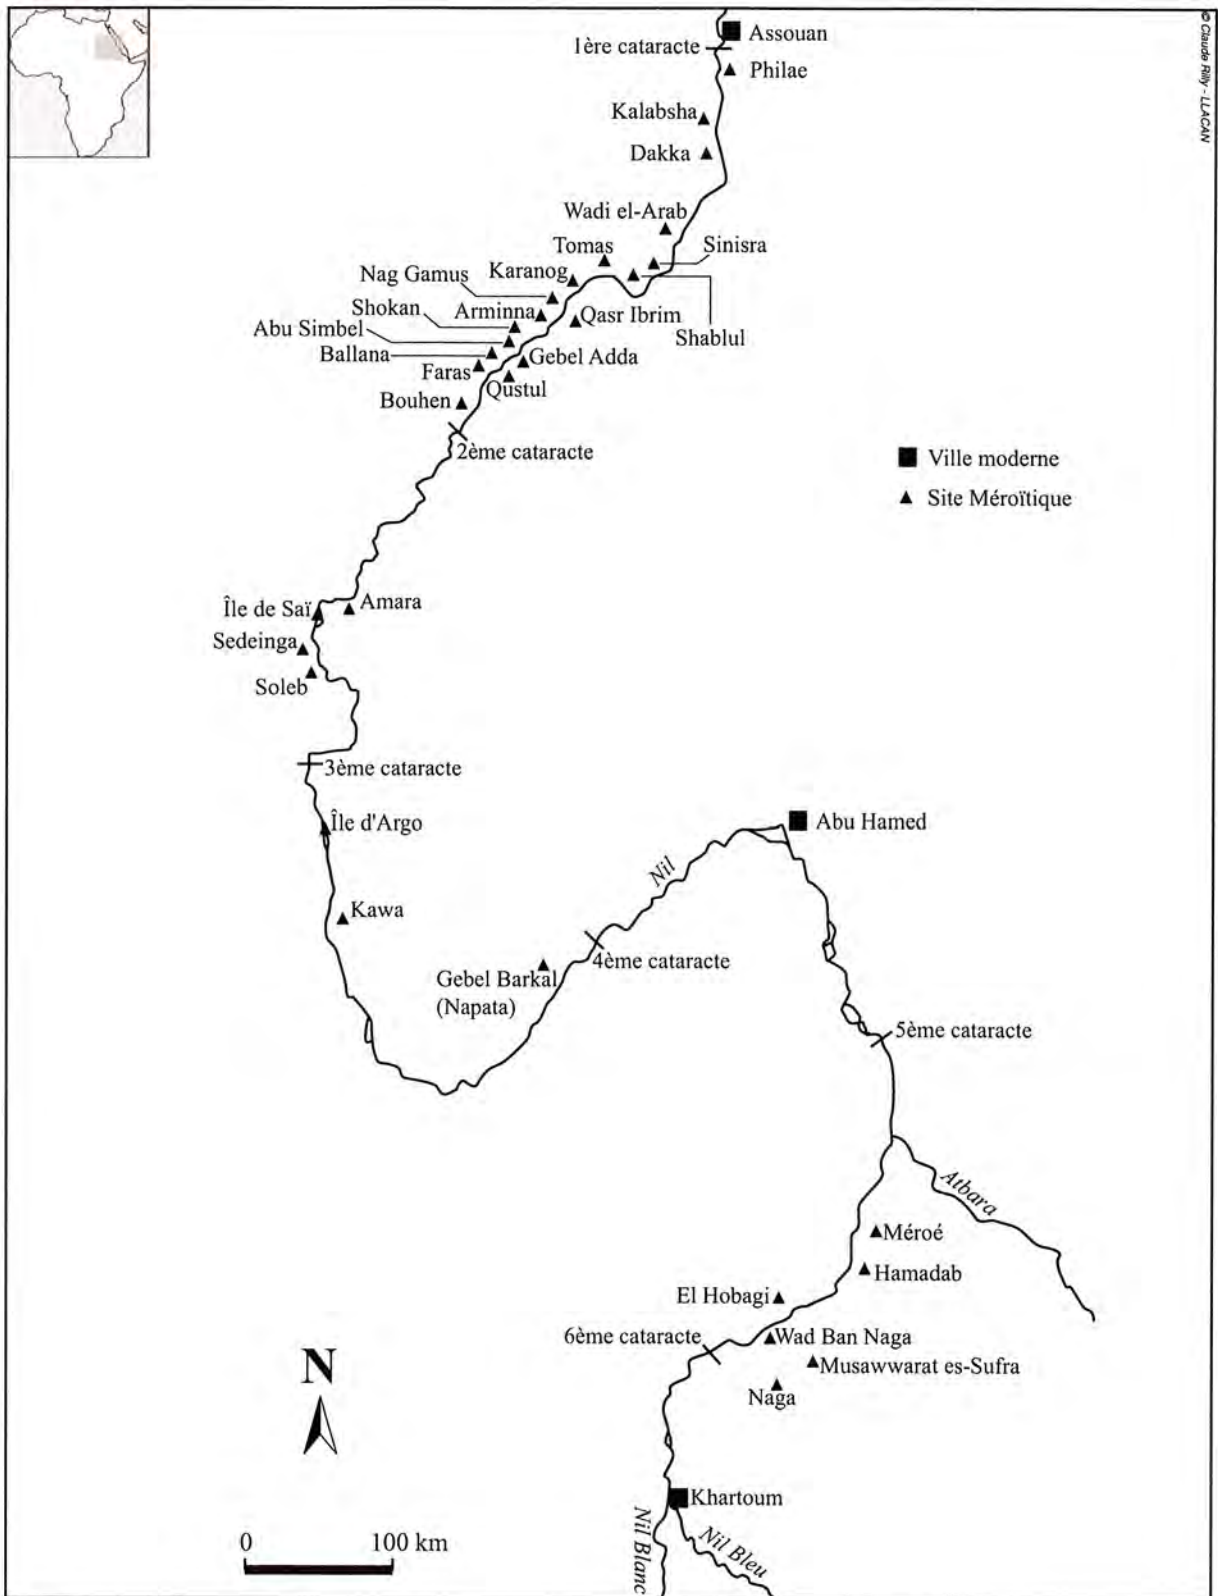 © Claude Rilly - LLACAN
Assouan
1ère cataracte
Philae
Kalabsha
Dakka
Wadi el-Arab
Tomas
Sinisra
Nag Gamus
Karanog
Shokan
Arminna
Qasr Ibrim
Abu Simbel
Shablul
Ballana
Gebel Adda
Faras
Qustul
Bouhen
2ème cataracte
Ville moderne
Site Méroïtique
Île de Saï
Amara
Sedeinga
Soleb
3ème cataracte
Île d'Argo
Abu Hamed
Nil
Kawa
4ème cataracte
Gebel Barkal
(Napata)
5ème cataracte
Atbara
Méroé
Hamadab
El Hobagi
6ème cataracte
Wad Ban Naga
Musawwarat es-Sufra
N
Naga
Khartoum
Nil Blanc
Nil Bleu
0
100 km